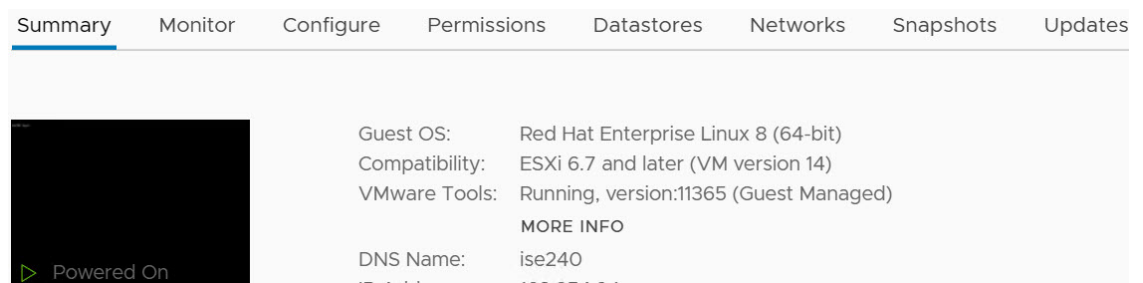 Summary Monitor Configure Permissions Datastores Networks Snapshots Updates
Guest OS: Red Hat Enterprise Linux 8 (64-bit)
Compatibility: ESXi 6.7 and later (VM version 14)
VMware Tools: Running, version:11365 (Guest Managed)
MORE INFO
DNS Name: ise240
Powered On